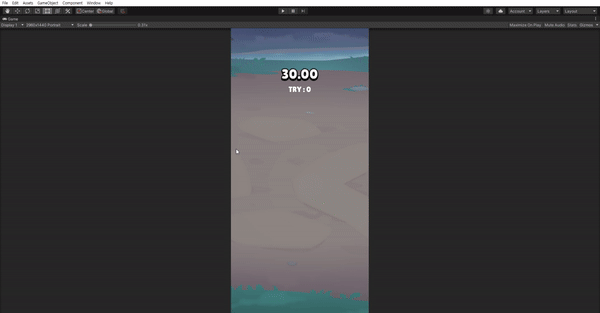 File Edit Assets GameObject Component Window Help
Center Global Account Layers Layout
Game
Display 1 Scale Maximize On Play Mute Audio Stats Gizmos
30.00
TRY : 0